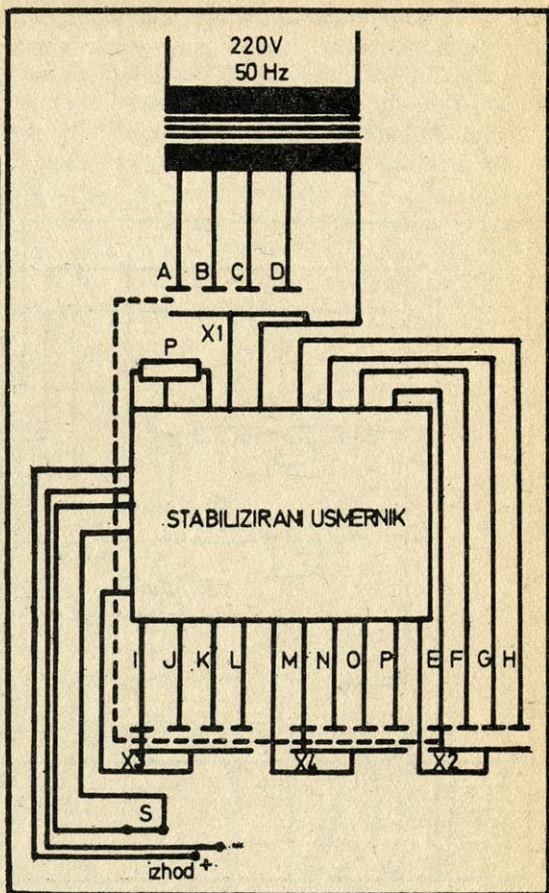 220V
50 Hz
A B C D
X1
P
STABILIZIRANI USMERNIK
I J K L M N O P E F G H
X3 X4 X2
S
-
izhod +